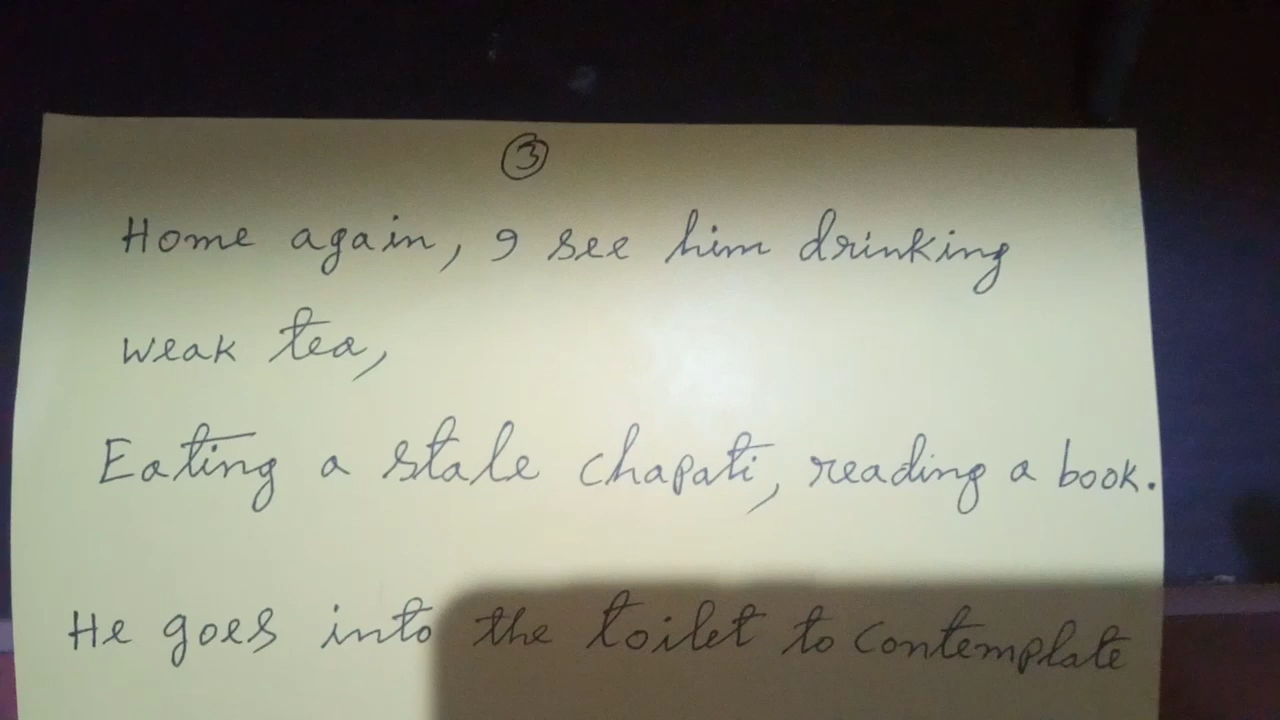 3
Home again, I see him drinking
weak tea,
Eating a stale chapati, reading a book.
He goes into the toilet to contemplate